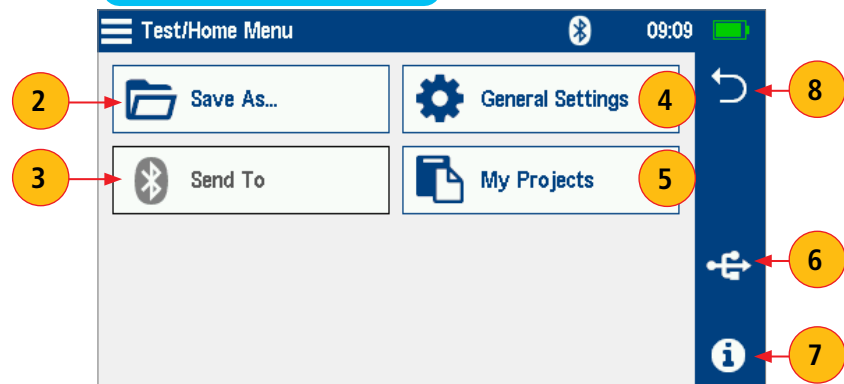 Test/Home Menu 09:09
2 Save As... General Settings 4 8
3 Send To My Projects 5
6
7